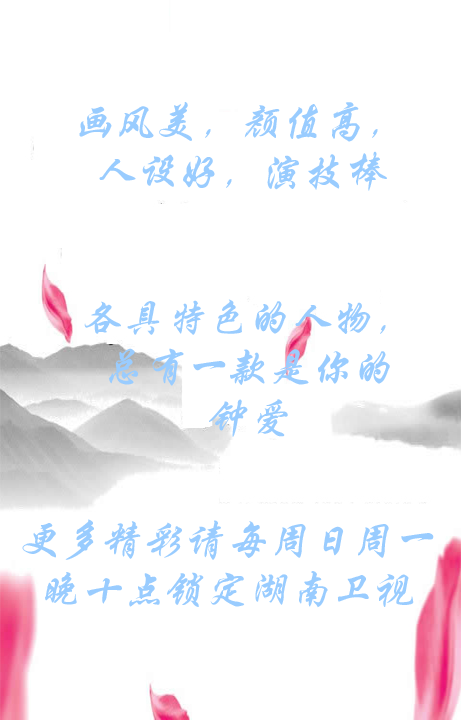 画风美，颜值高，
人设好，演技棒
各具特色的人物，
总有一款是你的
钟爱
更多精彩请每周日周一
晚十点锁定湖南卫视